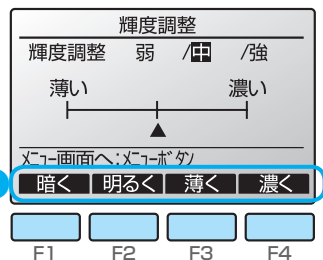 輝度調整
輝度調整 弱 /中 /強
薄い 濃い
メニュー画面へ:メニューボタン
暗く 明るく 薄く 濃く
F1 F2 F3 F4